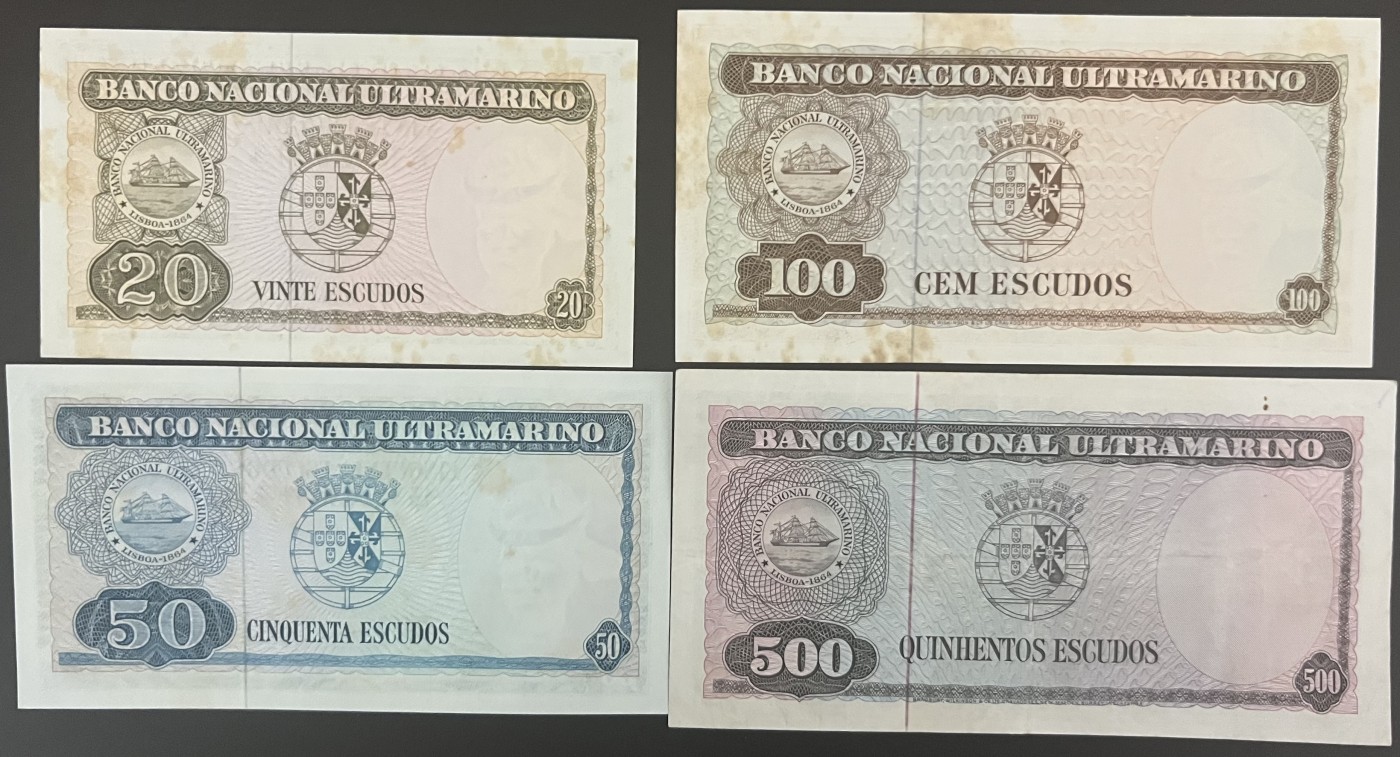 BANCO NACIONAL ULTRAMARINO
BANCO NACIONAL ULTRAMARINO
LISBOA-1864
20
VINTE ESCUDOS
20
BANCO NACIONAL ULTRAMARINO
BANCO NACIONAL ULTRAMARINO
LISBOA-1864
100
CEM ESCUDOS
100
BANCO NACIONAL ULTRAMARINO
BANCO NACIONAL ULTRAMARINO
LISBOA-1864
50
CINQUENTA ESCUDOS
50
BANCO NACIONAL ULTRAMARINO
BANCO NACIONAL ULTRAMARINO
LISBOA-1864
500
QUINHENTOS ESCUDOS
500